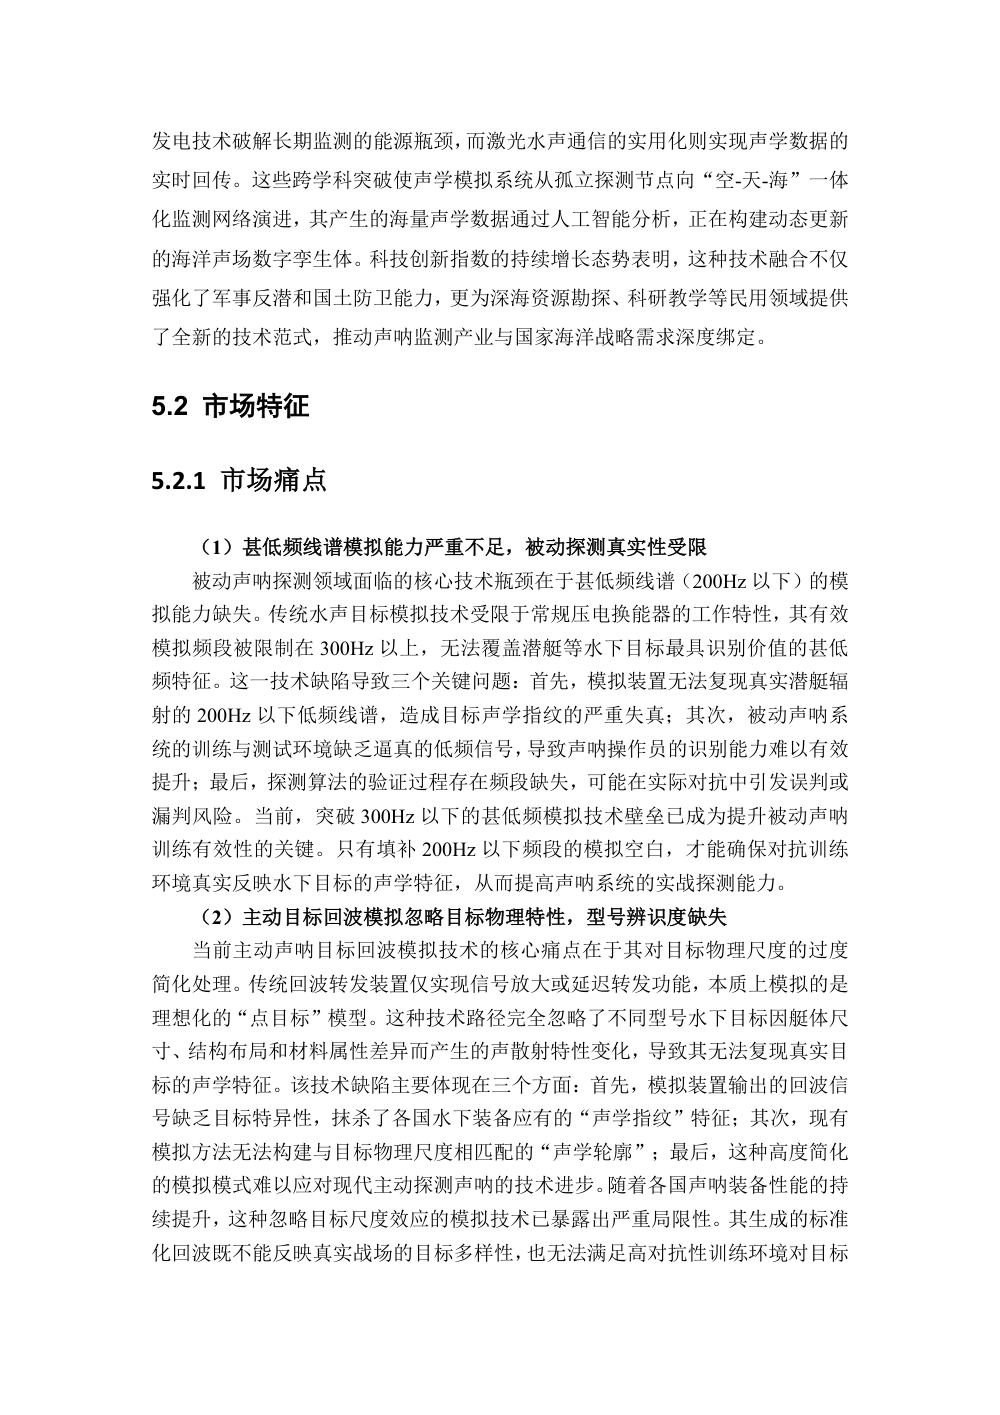 发电技术破解长期监测的能源瓶颈，而激光水声通信的实用化则实现声学数据的
实时回传。这些跨学科突破使声学模拟系统从孤立探测节点向“空-天-海”一体
化监测网络演进，其产生的海量声学数据通过人工智能分析，正在构建动态更新
的海洋声场数字孪生体。科技创新指数的持续增长态势表明，这种技术融合不仅
强化了军事反潜和国土防卫能力，更为深海资源勘探、科研教学等民用领域提供
了全新的技术范式，推动声呐监测产业与国家海洋战略需求深度绑定。
5.2 市场特征
5.2.1 市场痛点
（1）甚低频线谱模拟能力严重不足，被动探测真实性受限
被动声呐探测领域面临的核心技术瓶颈在于甚低频线谱（200Hz 以下）的模
拟能力缺失。传统水声目标模拟技术受限于常规压电换能器的工作特性，其有效
模拟频段被限制在 300Hz 以上，无法覆盖潜艇等水下目标最具识别价值的甚低
频特征。这一技术缺陷导致三个关键问题：首先，模拟装置无法复现真实潜艇辐
射的 200Hz 以下低频线谱，造成目标声学指纹的严重失真；其次，被动声呐系
统的训练与测试环境缺乏逼真的低频信号，导致声呐操作员的识别能力难以有效
提升；最后，探测算法的验证过程存在频段缺失，可能在实际对抗中引发误判或
漏判风险。当前，突破 300Hz 以下的甚低频模拟技术壁垒已成为提升被动声呐
训练有效性的关键。只有填补 200Hz 以下频段的模拟空白，才能确保对抗训练
环境真实反映水下目标的声学特征，从而提高声呐系统的实战探测能力。
（2）主动目标回波模拟忽略目标物理特性，型号辨识度缺失
当前主动声呐目标回波模拟技术的核心痛点在于其对目标物理尺度的过度
简化处理。传统回波转发装置仅实现信号放大或延迟转发功能，本质上模拟的是
理想化的“点目标”模型。这种技术路径完全忽略了不同型号水下目标因艇体尺
寸、结构布局和材料属性差异而产生的声散射特性变化，导致其无法复现真实目
标的声学特征。该技术缺陷主要体现在三个方面：首先，模拟装置输出的回波信
号缺乏目标特异性，抹杀了各国水下装备应有的“声学指纹”特征；其次，现有
模拟方法无法构建与目标物理尺度相匹配的“声学轮廓”；最后，这种高度简化
的模拟模式难以应对现代主动探测声呐的技术进步。随着各国声呐装备性能的持
续提升，这种忽略目标尺度效应的模拟技术已暴露出严重局限性。其生成的标准
化回波既不能反映真实战场的目标多样性，也无法满足高对抗性训练环境对目标